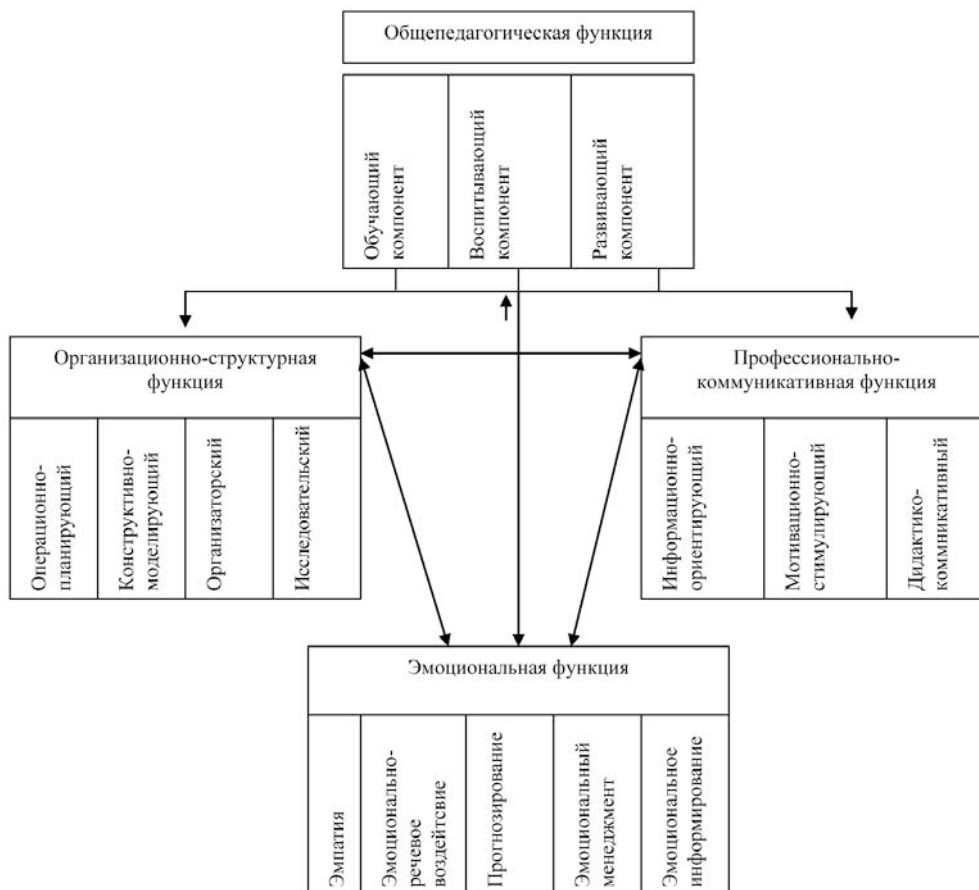 Общепедагогическая функция
Обучающий
компонент
Воспитывающий
компонент
Развивающий
компонент
Организационно-структурная
функция
Операционно-
планирующий
Конструктивно-
моделирующий
Организаторский
Исследовательский
Профессионально-
коммуникативная функция
Информационно-
ориентирующий
Мотивационно-
стимулирующий
Дидактико-
коммникативный
Эмоциональная функция
Эмпатия
Эмоционально-
речевое
воздейтсвие
Прогнозирование
Эмоциональный
менеджмент
Эмоциональное
информирование